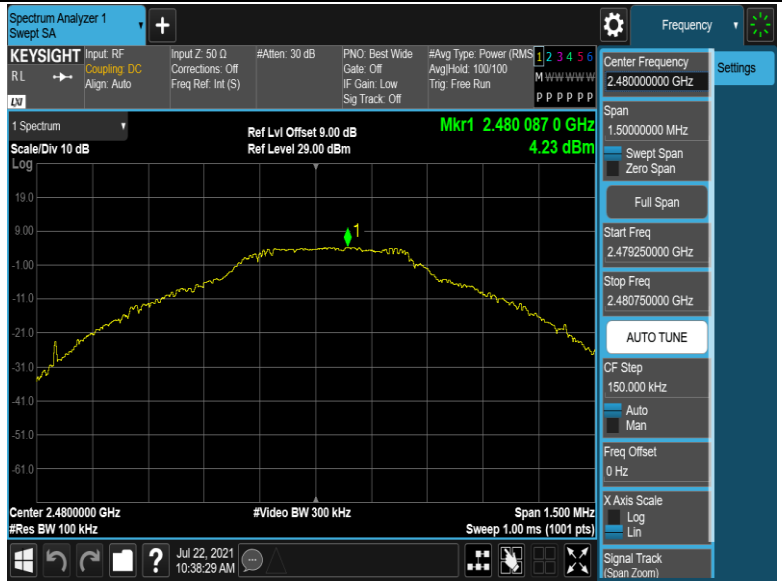 Spectrum Analyzer 1
Swept SA
+
Frequency
KEYSIGHT
RL
LXI
Input: RF
Coupling: DC
Align: Auto
Input Z: 50 Ω
Corrections: Off
Freq Ref: Int (S)
#Atten: 30 dB
PNO: Best Wide
Gate: Off
IF Gain: Low
Sig Track: Off
#Avg Type: Power (RMS
Avg|Hold: 100/100
Trig: Free Run
1 2 3 4 5 6
M W W W W W
P P P P P P
1 Spectrum
Scale/Div 10 dB
Log
Ref Lvl Offset 9.00 dB
Ref Level 29.00 dBm
Mkr1 2.480 087 0 GHz
4.23 dBm
19.0
9.00
-1.00
-11.0
-21.0
-31.0
-41.0
-51.0
-61.0
1
Center 2.4800000 GHz
#Res BW 100 kHz
#Video BW 300 kHz
Span 1.500 MHz
Sweep 1.00 ms (1001 pts)
?
Jul 22, 2021
10:38:29 AM
Center Frequency
2.480000000 GHz
Settings
Span
1.50000000 MHz
Swept Span
Zero Span
Full Span
Start Freq
2.479250000 GHz
Stop Freq
2.480750000 GHz
AUTO TUNE
CF Step
150.000 kHz
Auto
Man
Freq Offset
0 Hz
X Axis Scale
Log
Lin
Signal Track
(Span Zoom)